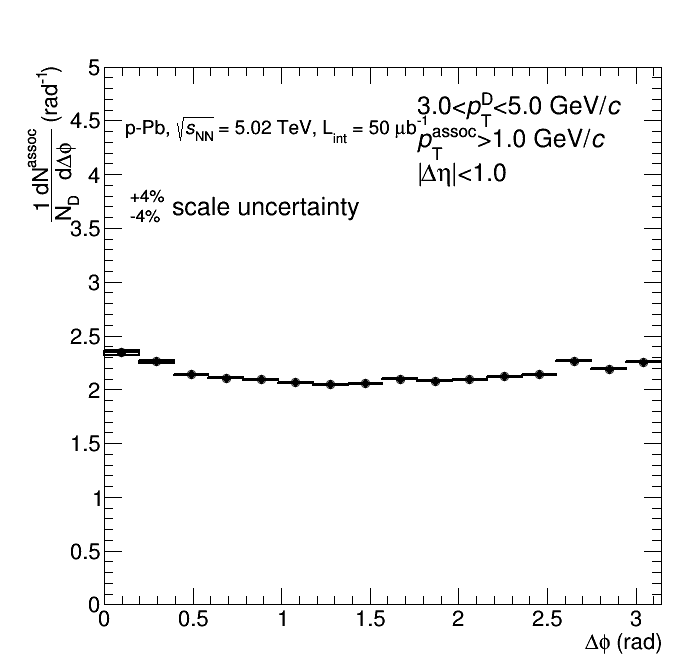 1 dN^assoc / N_D dΔϕ (rad^-1)
5
4.5
4
3.5
3
2.5
2
1.5
1
0.5
0
p-Pb, √s_NN = 5.02 TeV, L_int = 50 μb^-1
3.0<p_T^D<5.0 GeV/c
p_T^assoc>1.0 GeV/c
|Δη|<1.0
+4%
-4% scale uncertainty
0 0.5 1 1.5 2 2.5 3
Δϕ (rad)